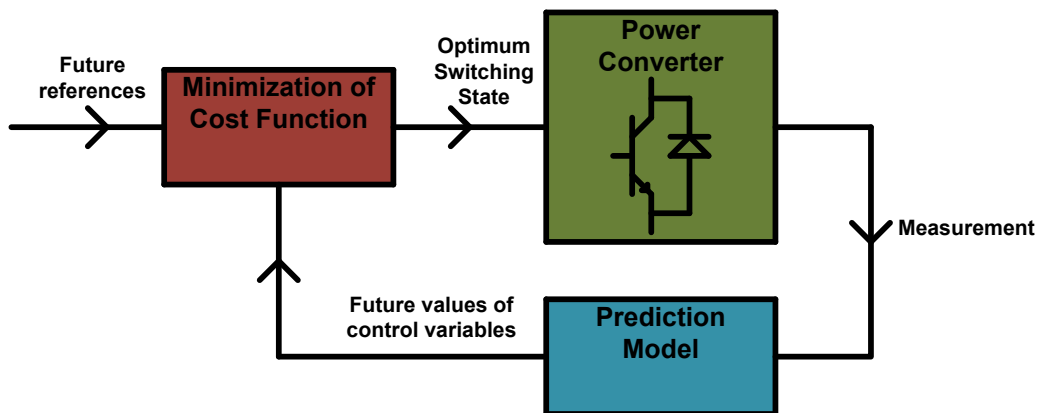 Future
references
Minimization of
Cost Function
Optimum
Switching
State
Power
Converter
Measurement
Future values of
control variables
Prediction
Model